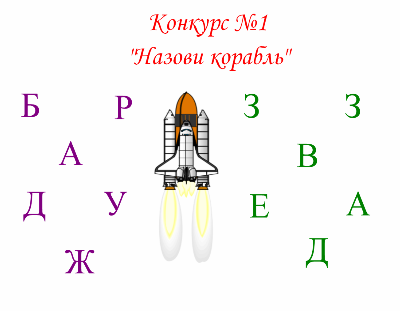 Конкурс №1
"Назови корабль"
Б Р З З
А В
Д У Е А
Ж Д